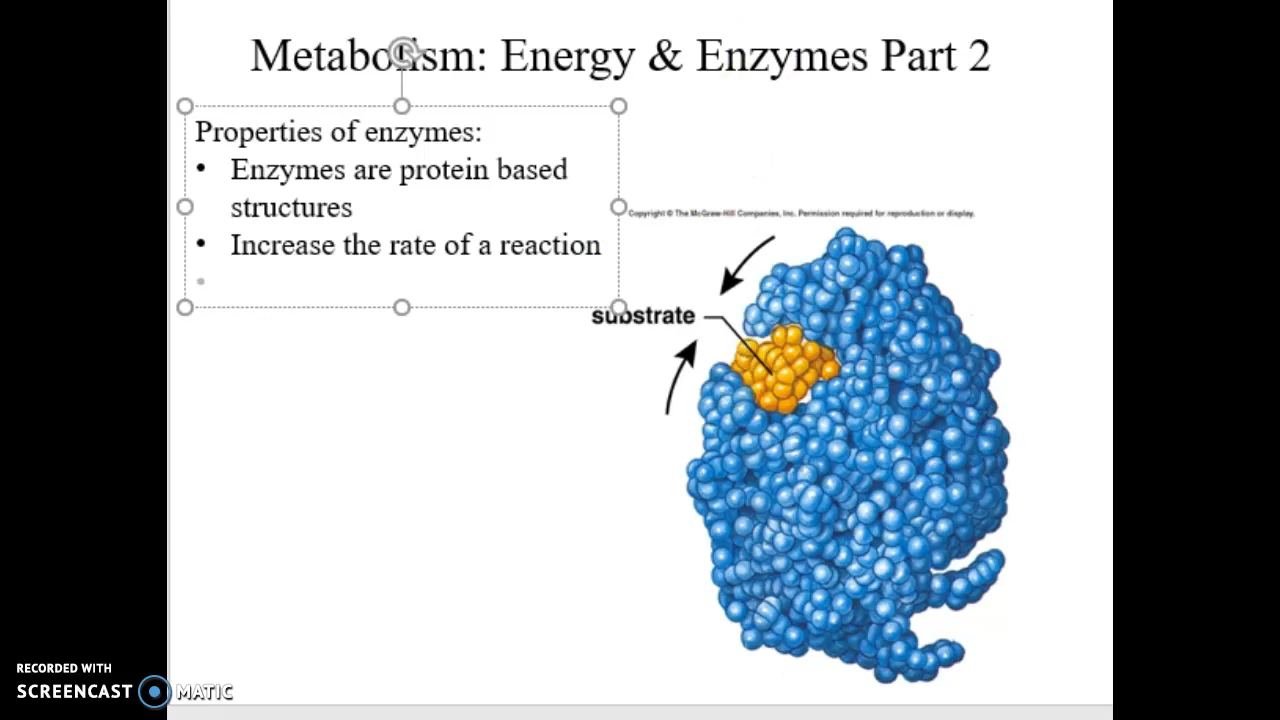 Metabolism: Energy & Enzymes Part 2
Properties of enzymes:
• Enzymes are protein based
structures
• Increase the rate of a reaction
•
Copyright © The McGraw-Hill Companies, Inc. Permission required for reproduction or display.
substrate
RECORDED WITH
SCREENCAST MATIC